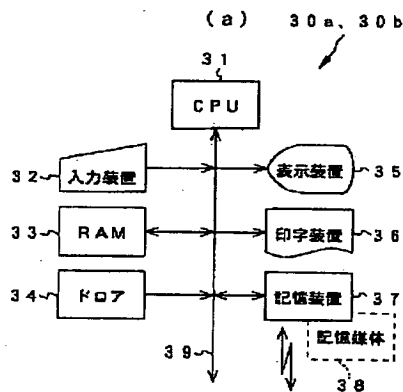 (a) 30a、30b
31
CPU
32 入力装置 表示装置 35
33 RAM 印字装置 36
34 ドロア 記憶装置 37
記憶媒体
39 38